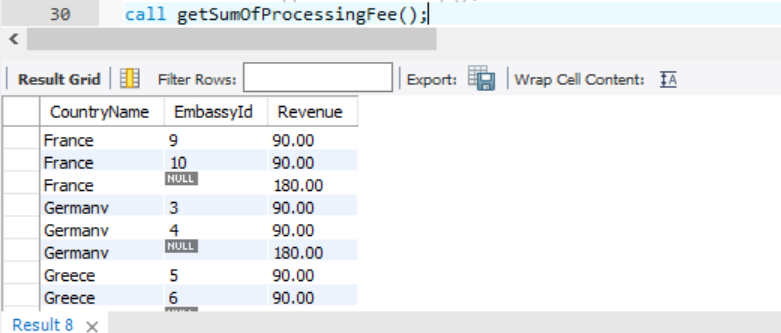 30 call getSumOfProcessingFee();
Result Grid Filter Rows: Export: Wrap Cell Content: IA
CountryName EmbassyId Revenue
France 9 90.00
France 10 90.00
France NULL 180.00
Germany 3 90.00
Germany 4 90.00
Germany NULL 180.00
Greece 5 90.00
Greece 6 90.00
Result 8 ×